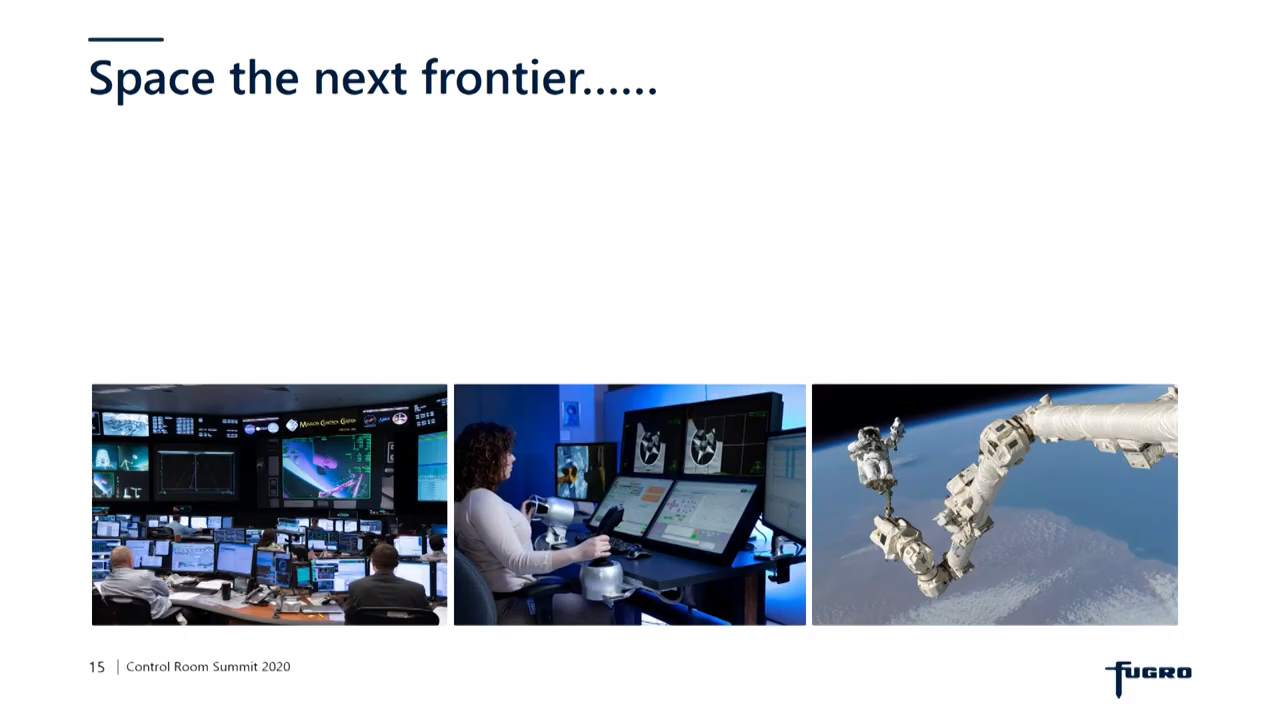 Space the next frontier......
MISSION CONTROL CENTER
15 | Control Room Summit 2020
FUGRO